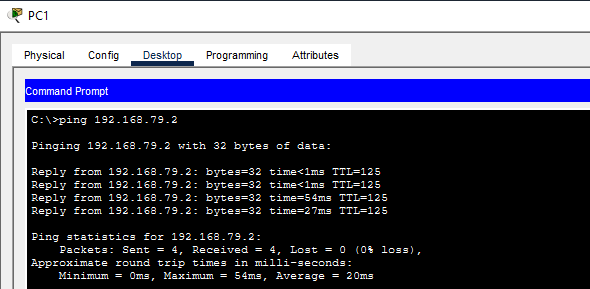 PC1
Physical Config Desktop Programming Attributes
Command Prompt
C:\>ping 192.168.79.2
Pinging 192.168.79.2 with 32 bytes of data:
Reply from 192.168.79.2: bytes=32 time<1ms TTL=125
Reply from 192.168.79.2: bytes=32 time<1ms TTL=125
Reply from 192.168.79.2: bytes=32 time=54ms TTL=125
Reply from 192.168.79.2: bytes=32 time=27ms TTL=125
Ping statistics for 192.168.79.2:
Packets: Sent = 4, Received = 4, Lost = 0 (0% loss),
Approximate round trip times in milli-seconds:
Minimum = 0ms, Maximum = 54ms, Average = 20ms